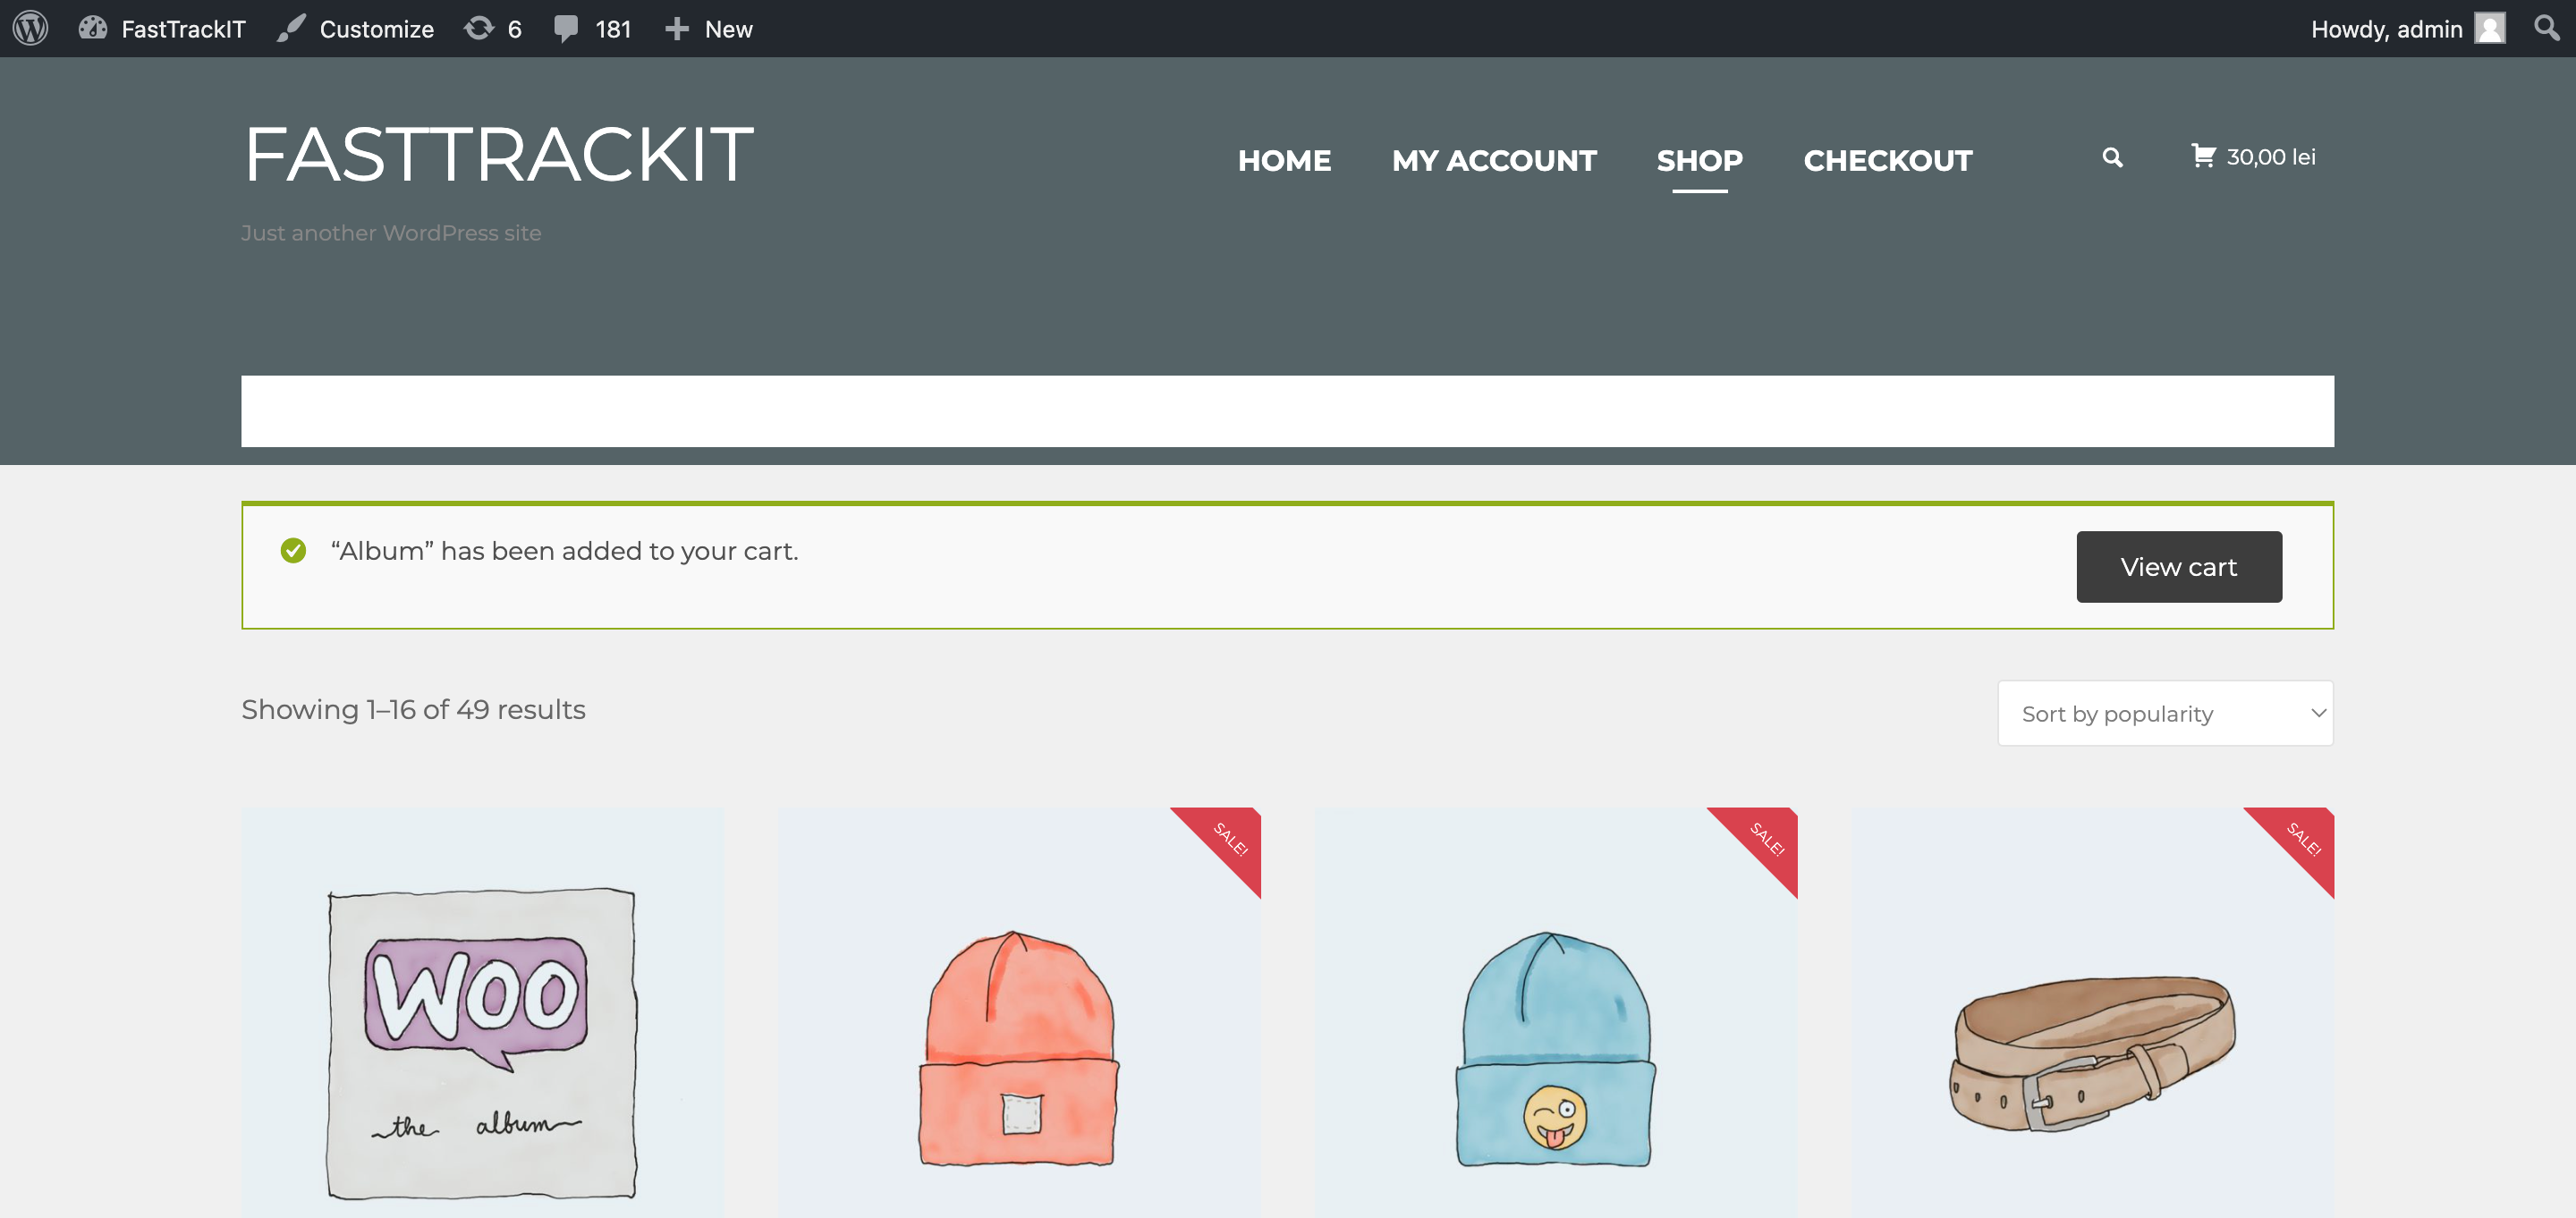 FastTrackIT Customize 6 181 New Howdy, admin
FASTTRACKIT
HOME MY ACCOUNT SHOP CHECKOUT 30,00 lei
Just another WordPress site
“Album” has been added to your cart.
View cart
Showing 1–16 of 49 results
Sort by popularity
SALE!
SALE!
SALE!
WOO
the album